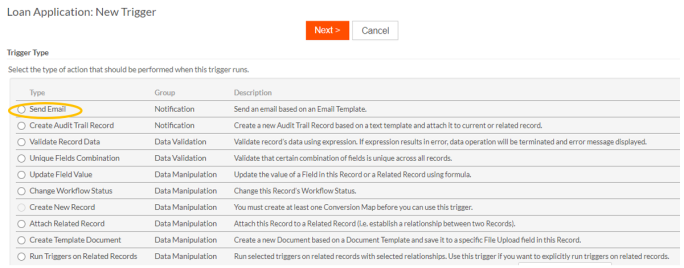 Loan Application: New Trigger
Next > Cancel
Trigger Type
Select the type of action that should be performed when this trigger runs.
Type Group Description
Send Email Notification Send an email based on an Email Template.
Create Audit Trail Record Notification Create a new Audit Trail Record based on a text template and attach it to current or related record.
Validate Record Data Data Validation Validate record's data using expression. If expression results in error, data operation will be terminated and error message displayed.
Unique Fields Combination Data Validation Validate that certain combination of fields is unique across all records.
Update Field Value Data Manipulation Update the value of a Field in this Record or a Related Record using formula.
Change Workflow Status Data Manipulation Change this Record's Workflow Status.
Create New Record Data Manipulation You must create at least one Conversion Map before you can use this trigger.
Attach Related Record Data Manipulation Attach this Record to a Related Record (i.e. establish a relationship between two Records).
Create Template Document Data Manipulation Create a new Document based on a Document Template and save it to a specific File Upload field in this Record.
Run Triggers on Related Records Data Manipulation Run selected triggers on related records with selected relationships. Use this trigger if you want to explicitly run triggers on related records.